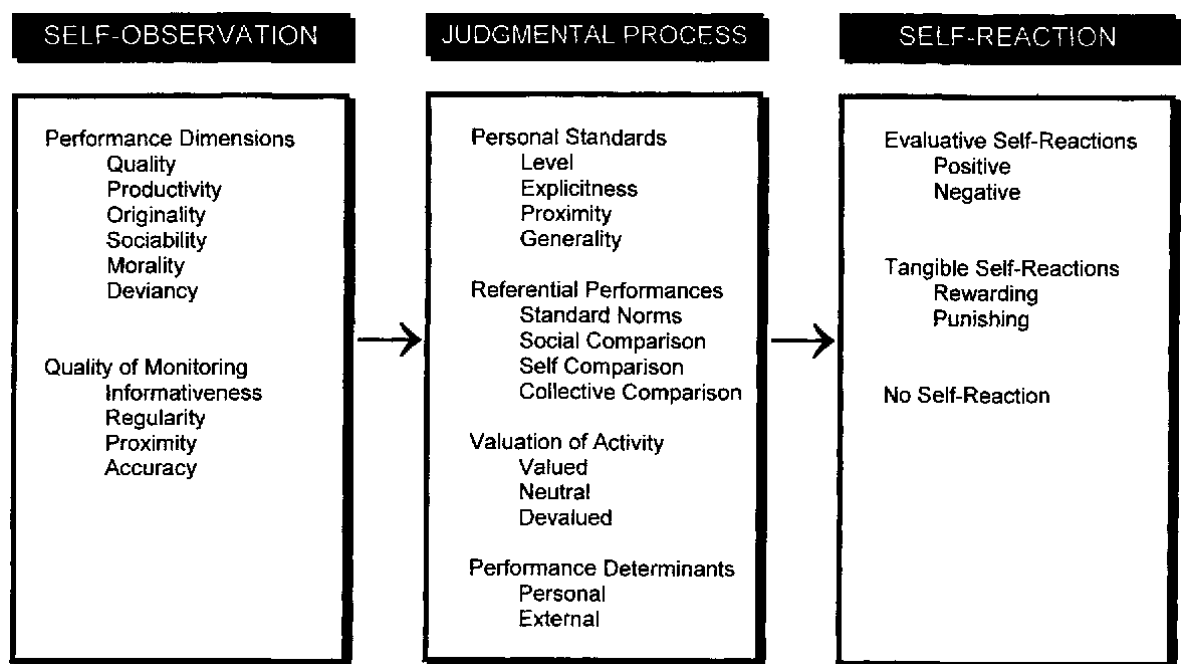 SELF-OBSERVATION
Performance Dimensions
Quality
Productivity
Originality
Sociability
Morality
Deviancy
Quality of Monitoring
Informativeness
Regularity
Proximity
Accuracy
JUDGMENTAL PROCESS
Personal Standards
Level
Explicitness
Proximity
Generality
Referential Performances
Standard Norms
Social Comparison
Self Comparison
Collective Comparison
Valuation of Activity
Valued
Neutral
Devalued
Performance Determinants
Personal
External
SELF-REACTION
Evaluative Self-Reactions
Positive
Negative
Tangible Self-Reactions
Rewarding
Punishing
No Self-Reaction